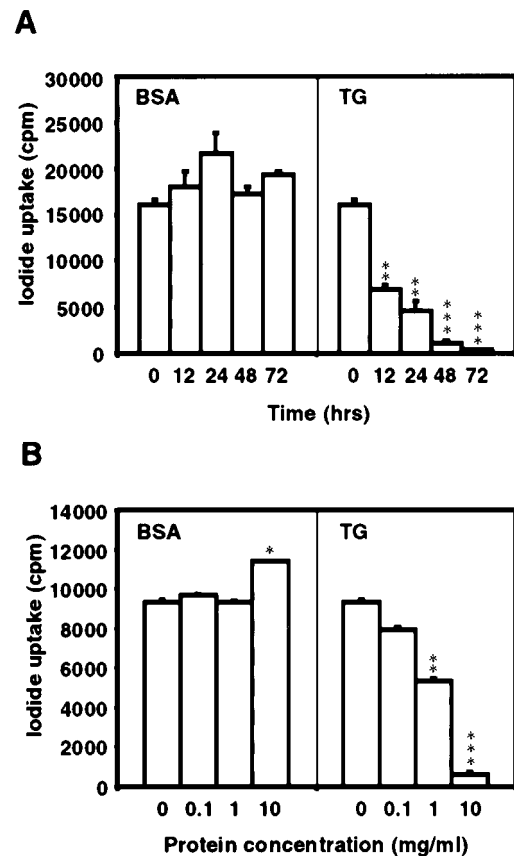 A
30000
25000
20000
15000
10000
5000
0
Iodide uptake (cpm)
BSA
TG
**
**
***
***
0 12 24 48 72
0 12 24 48 72
Time (hrs)
B
14000
12000
10000
8000
6000
4000
2000
0
Iodide uptake (cpm)
BSA
TG
*
**
***
0 0.1 1 10
0 0.1 1 10
Protein concentration (mg/ml)